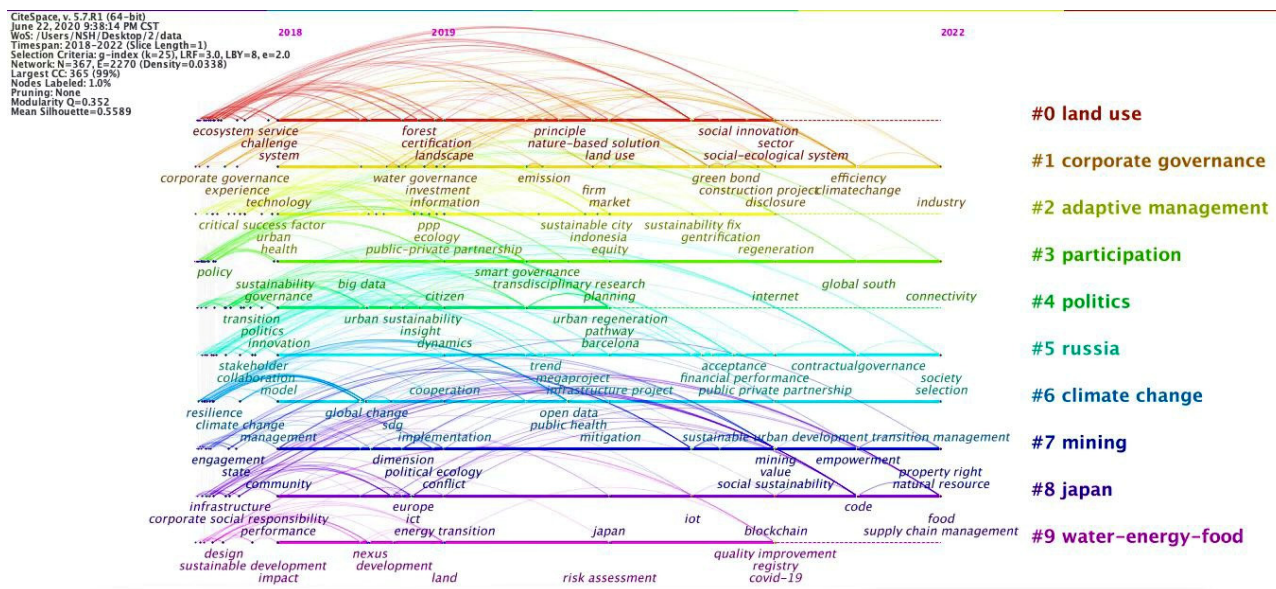 CiteSpace, v. 5.7.R1 (64-bit)
June 22, 2020 9:38:14 PM CST
WoS: /Users/NSH/Desktop/2/data
Timespan: 2018-2022 (Slice Length=1)
Selection Criteria: g-index (k=25), LRF=3.0, LBY=8, e=2.0
Network: N=367, E=2270 (Density=0.0338)
Largest CC: 365 (99%)
Nodes Labeled: 1.0%
Pruning: None
Modularity Q=0.352
Mean Silhouette=0.5589
2018 2019 2022
#0 land use
ecosystem service forest principle social innovation
challenge certification nature-based solution sector
system landscape land use social-ecological system
#1 corporate governance
corporate governance water governance emission green bond efficiency
experience investment firm construction project climatechange
technology information market disclosure industry
#2 adaptive management
critical success factor ppp sustainable city sustainability fix
urban ecology indonesia gentrification
health public-private partnership equity regeneration
#3 participation
policy smart governance
sustainability big data transdisciplinary research global south
governance citizen planning internet connectivity
#4 politics
transition urban sustainability urban regeneration
politics insight pathway
innovation dynamics barcelona
#5 russia
stakeholder trend acceptance contractualgovernance
collaboration megaproject financial performance society
model cooperation infrastructure project public private partnership selection
#6 climate change
resilience global change open data
climate change sdg public health
management implementation mitigation sustainable urban development transition management
#7 mining
engagement dimension mining empowerment
state political ecology value property right
community conflict social sustainability natural resource
#8 japan
infrastructure europe code
corporate social responsibility ict iot food
performance energy transition japan blockchain supply chain management
#9 water-energy-food
design nexus quality improvement
sustainable development development registry
impact land risk assessment covid-19